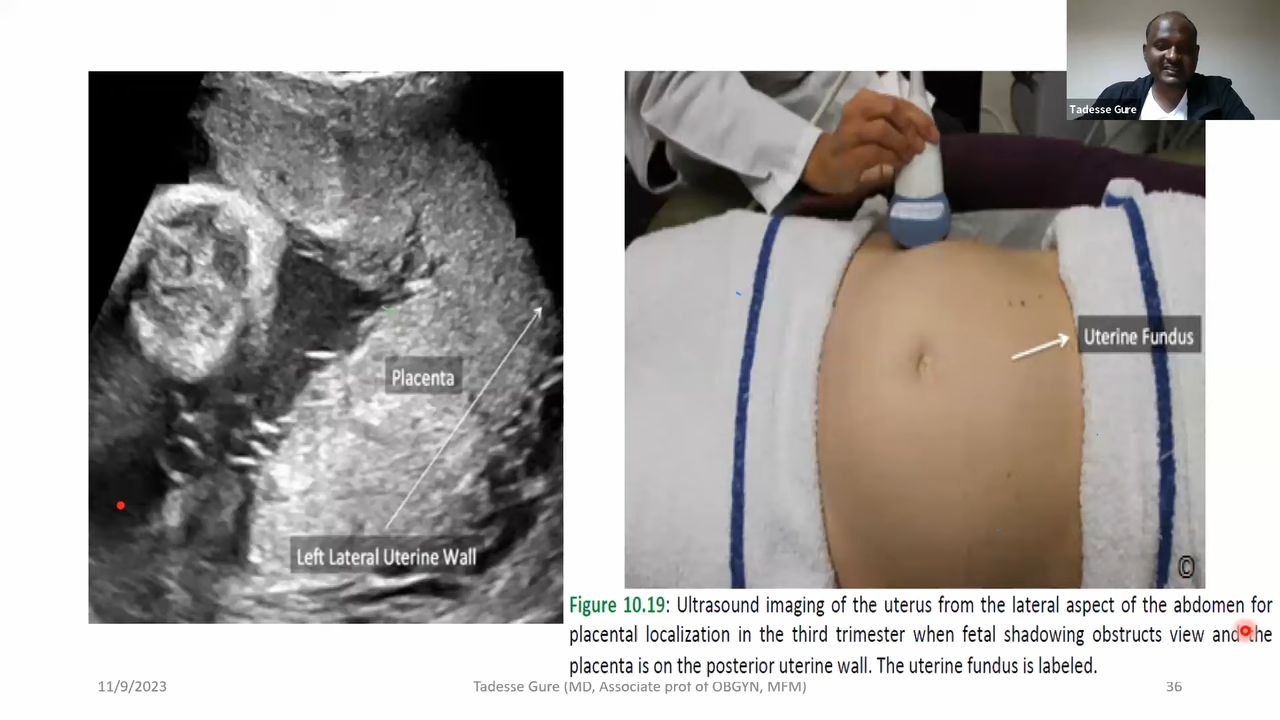 Tadesse Gure
Placenta
Left Lateral Uterine Wall
Uterine Fundus
©
Figure 10.19: Ultrasound imaging of the uterus from the lateral aspect of the abdomen for
placental localization in the third trimester when fetal shadowing obstructs view and the
placenta is on the posterior uterine wall. The uterine fundus is labeled.
11/9/2023
Tadesse Gure (MD, Associate prof of OBGYN, MFM)
36